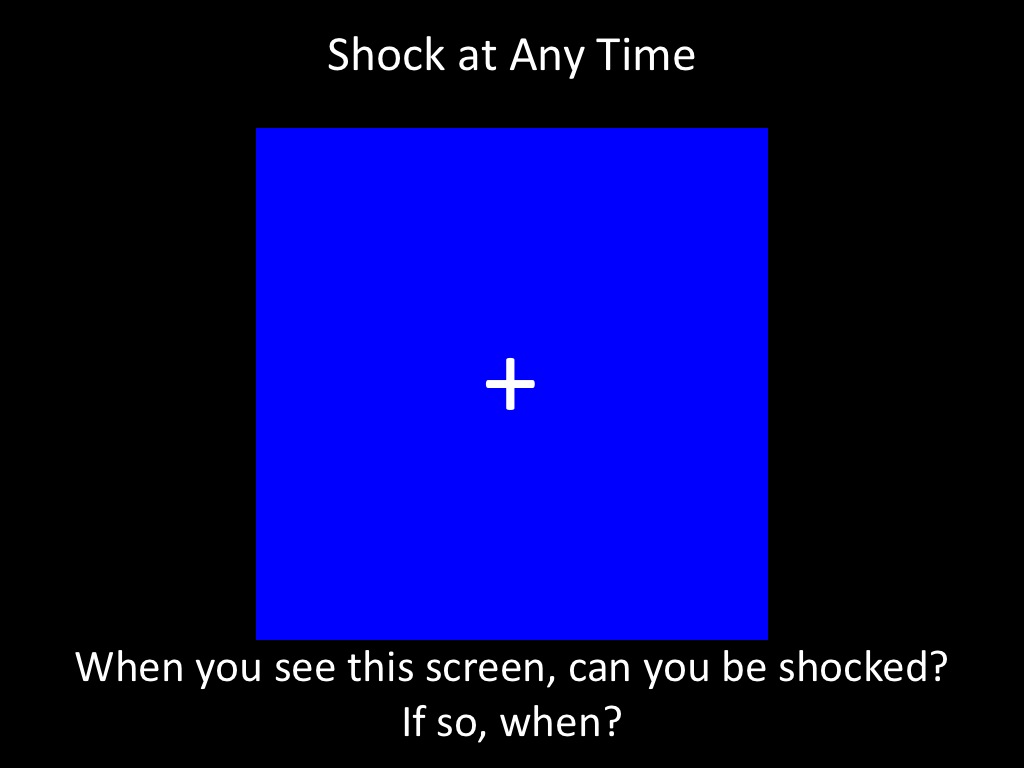 Shock at Any Time
+
When you see this screen, can you be shocked?
If so, when?